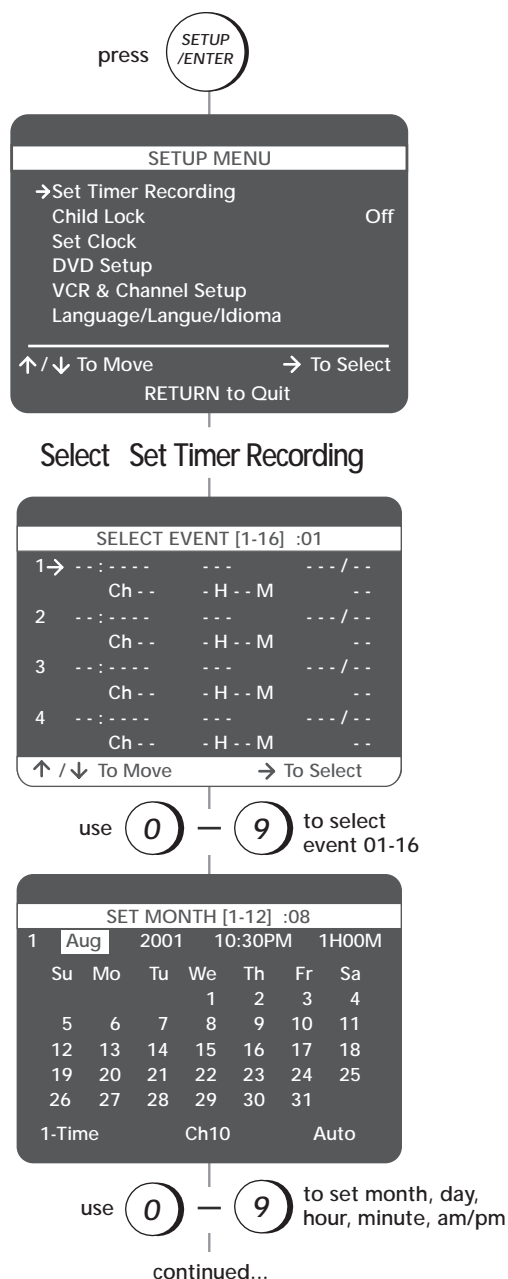 press SETUP /ENTER
SETUP MENU
→Set Timer Recording
Child Lock Off
Set Clock
DVD Setup
VCR & Channel Setup
Language/Langue/Idioma
↑/↓ To Move → To Select
RETURN to Quit
Select Set Timer Recording
SELECT EVENT [1-16] :01
1→ --:---- --- ---/--
Ch-- -H--M --
2 --:---- --- ---/--
Ch-- -H--M --
3 --:---- --- ---/--
Ch-- -H--M --
4 --:---- --- ---/--
Ch-- -H--M --
↑ /↓ To Move → To Select
use 0 — 9 to select
event 01-16
SET MONTH [1-12] :08
1 Aug 2001 10:30PM 1H00M
Su Mo Tu We Th Fr Sa
1 2 3 4
5 6 7 8 9 10 11
12 13 14 15 16 17 18
19 20 21 22 23 24 25
26 27 28 29 30 31
1-Time Ch10 Auto
use 0 — 9 to set month, day,
hour, minute, am/pm
continued...